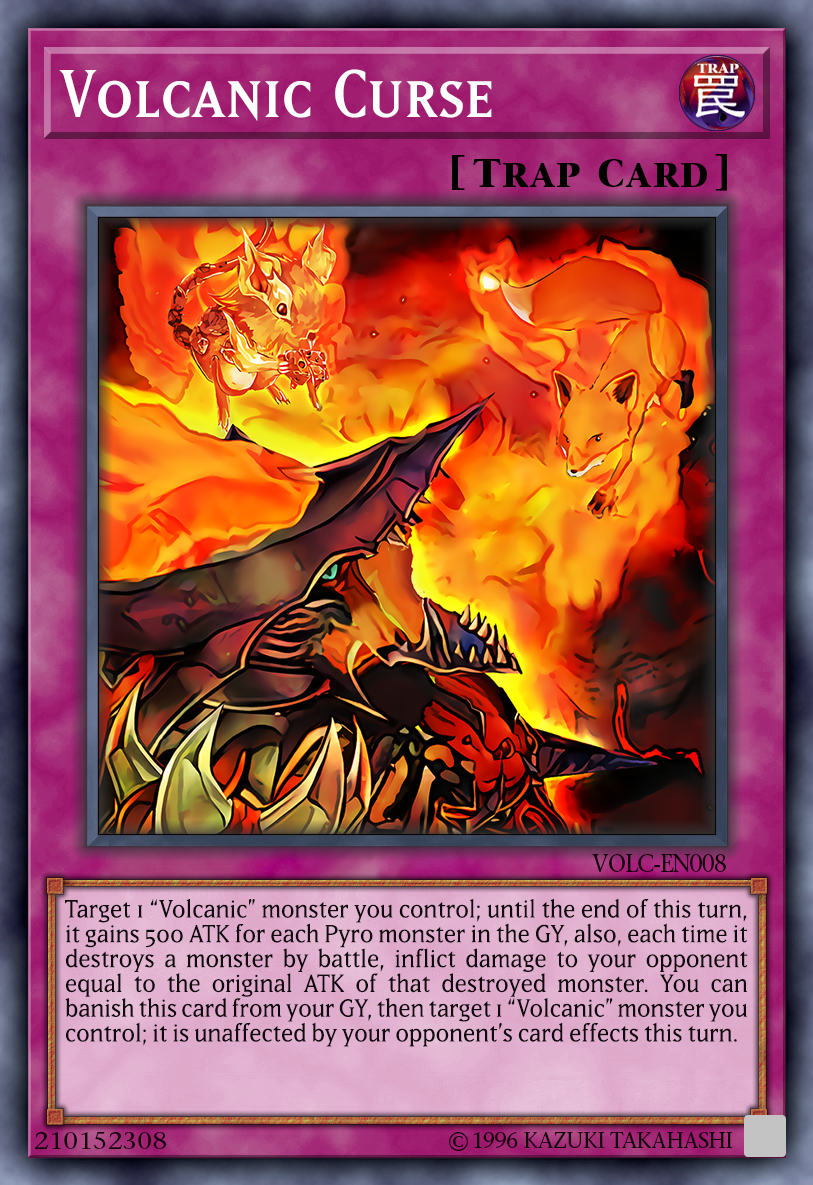 Volcanic Curse
TRAP
罠
[Trap Card]
VOLC-EN008
Target 1 “Volcanic” monster you control; until the end of this turn,
it gains 500 ATK for each Pyro monster in the GY, also, each time it
destroys a monster by battle, inflict damage to your opponent
equal to the original ATK of that destroyed monster. You can
banish this card from your GY, then target 1 “Volcanic” monster you
control; it is unaffected by your opponent’s card effects this turn.
210152308
© 1996 KAZUKI TAKAHASHI